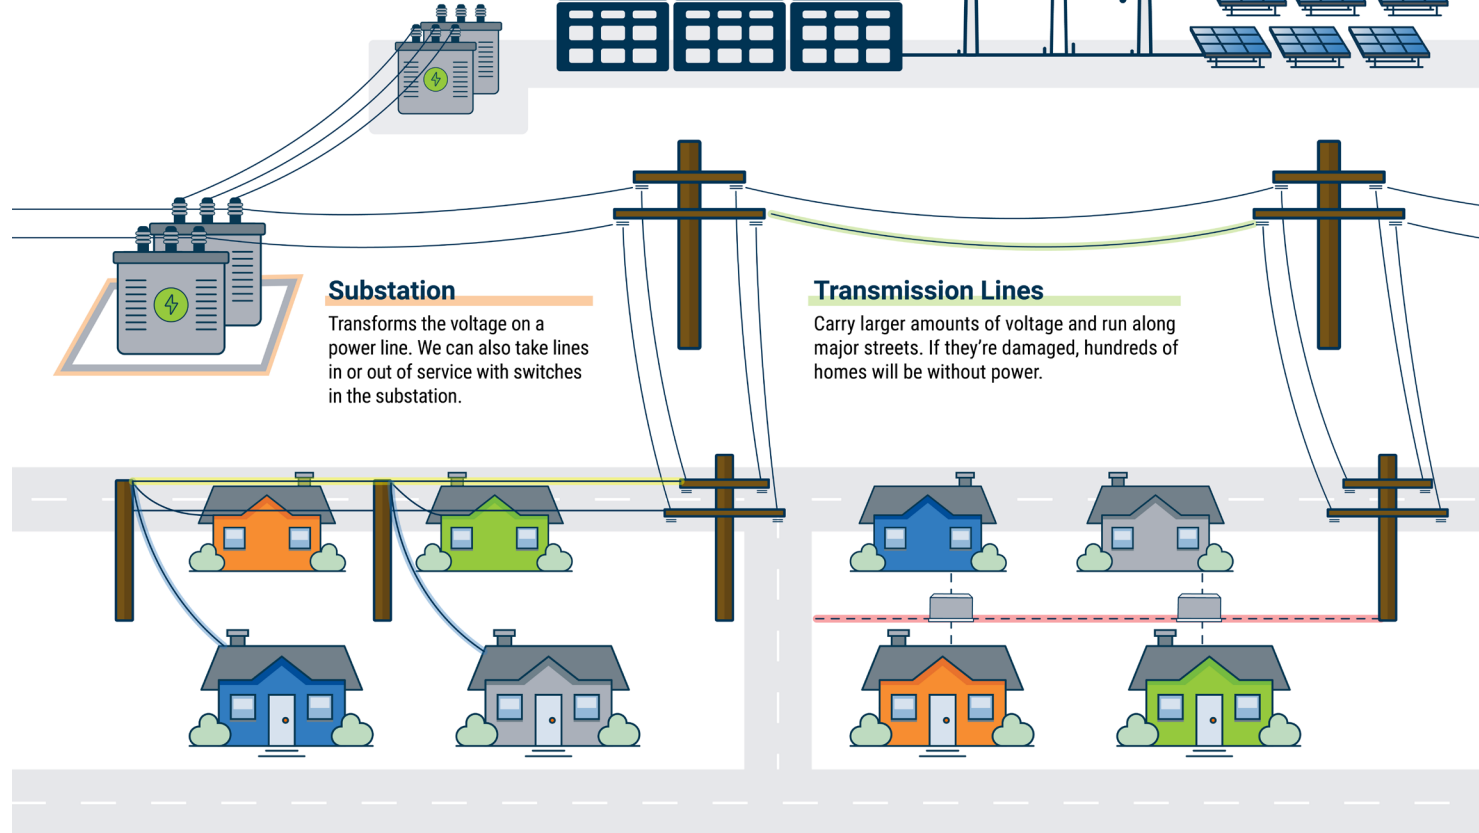 Substation
Transforms the voltage on a
power line. We can also take lines
in or out of service with switches
in the substation.
Transmission Lines
Carry larger amounts of voltage and run along
major streets. If they're damaged, hundreds of
homes will be without power.